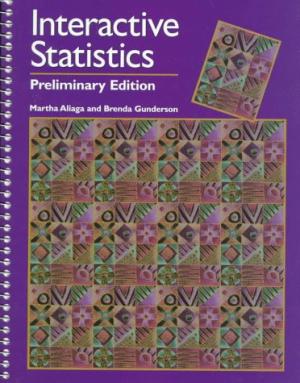 Interactive
Statistics
Preliminary Edition
Martha Aliaga and Brenda Gunderson